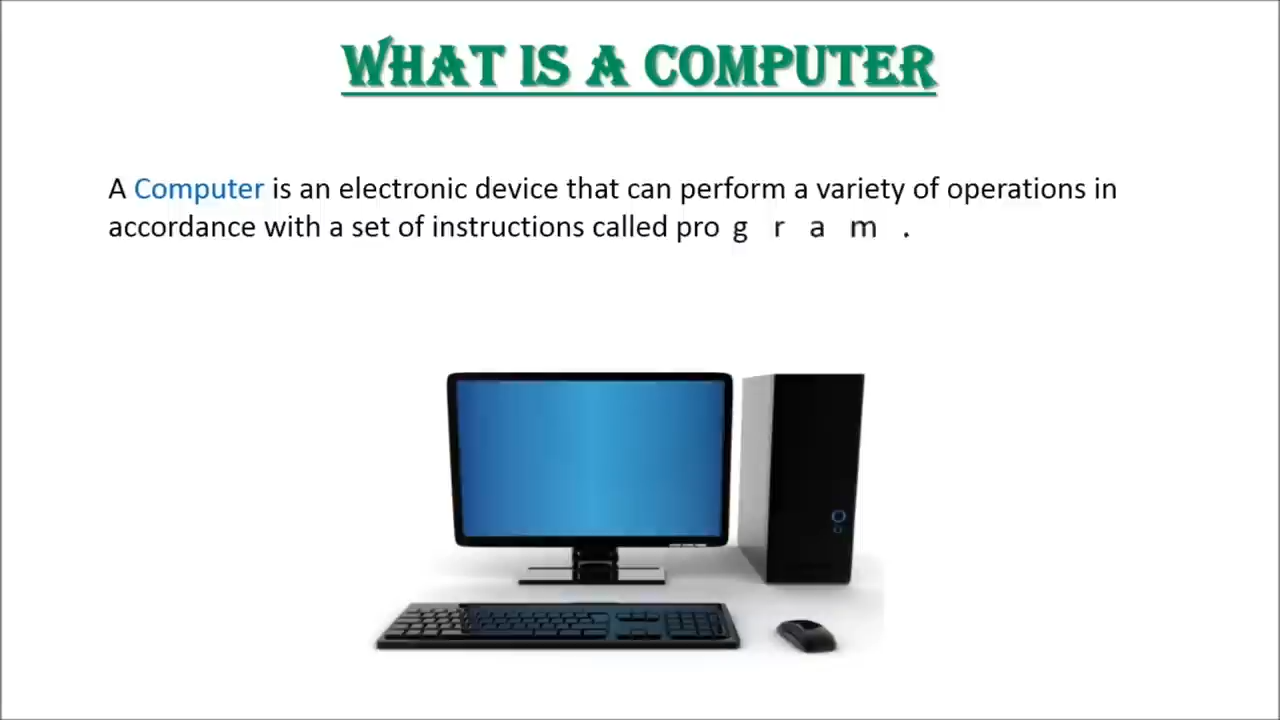 WHAT IS A COMPUTER
A Computer is an electronic device that can perform a variety of operations in
accordance with a set of instructions called pro g r a m .